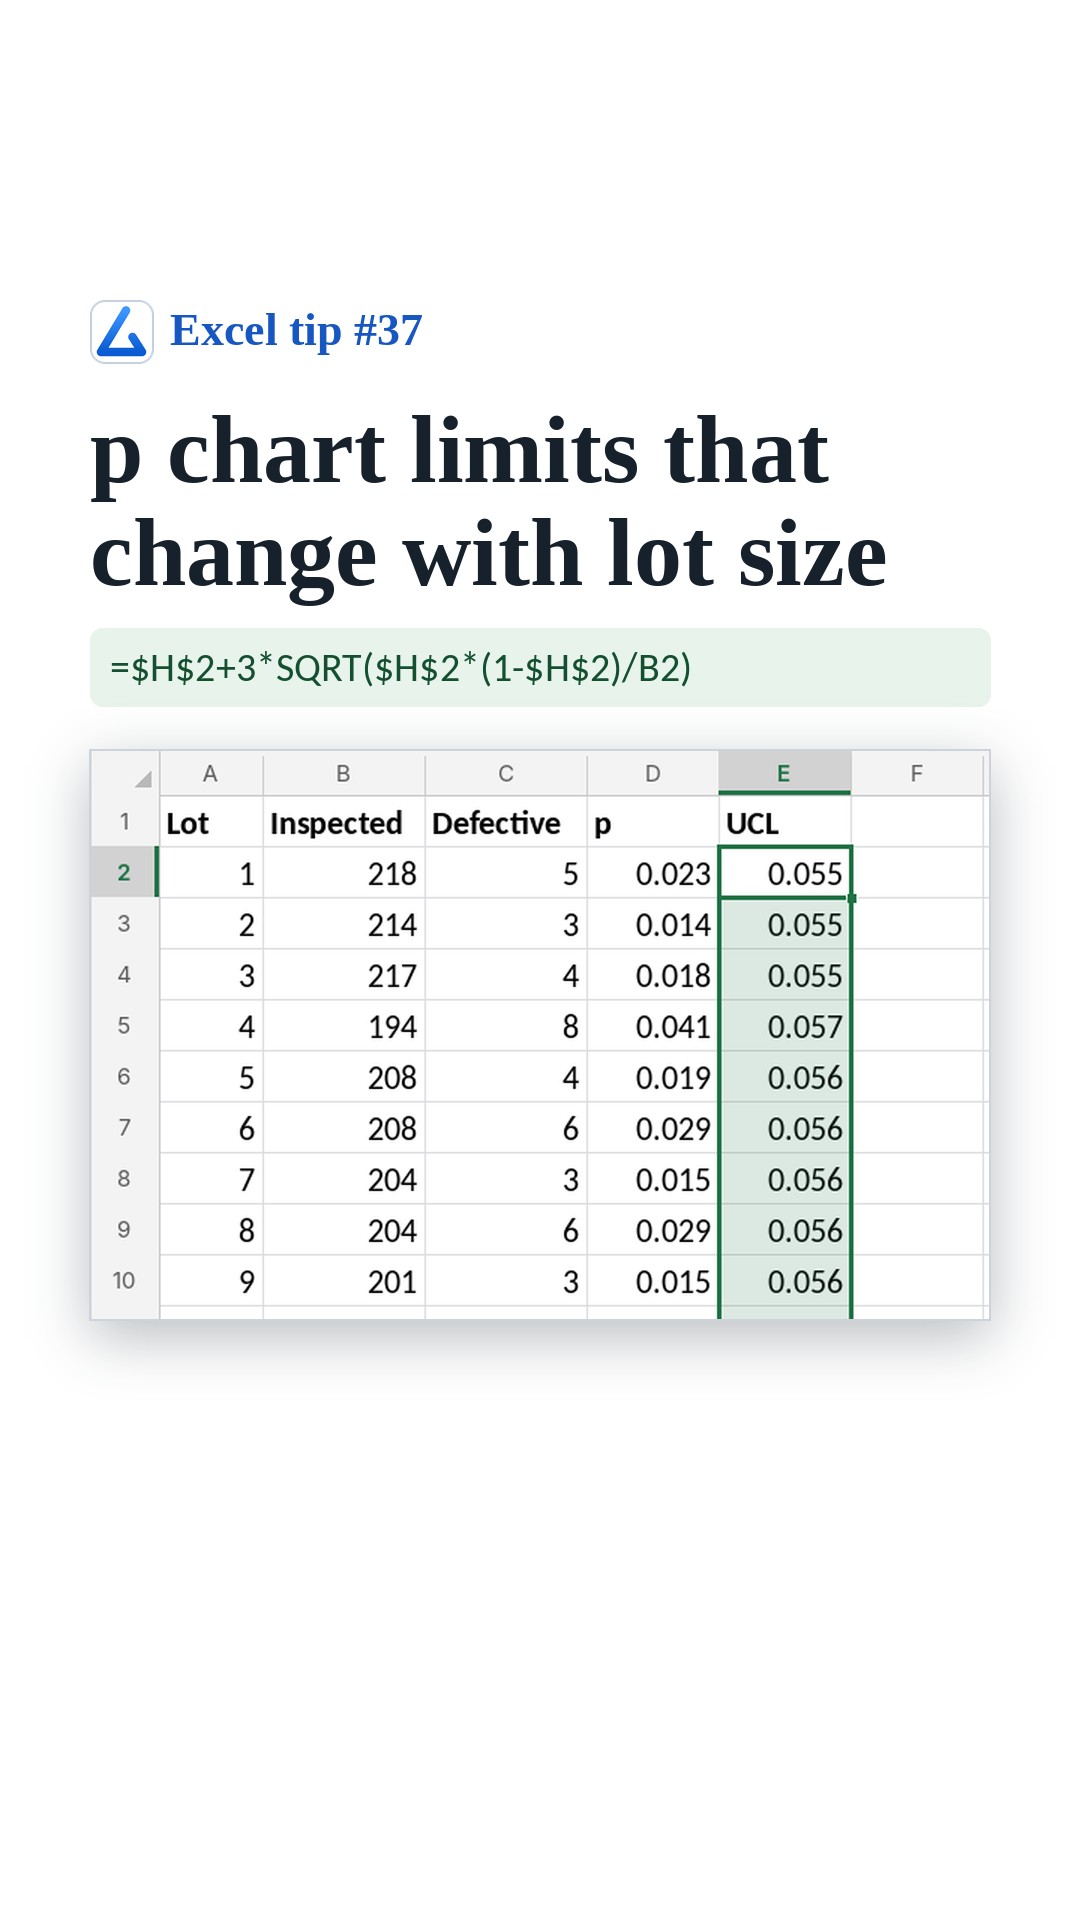 Excel tip #37
p chart limits that
change with lot size
=$H$2+3*SQRT($H$2*(1-$H$2)/B2)
A B C D E F
1 Lot Inspected Defective p UCL
2 1 218 5 0.023 0.055
3 2 214 3 0.014 0.055
4 3 217 4 0.018 0.055
5 4 194 8 0.041 0.057
6 5 208 4 0.019 0.056
7 6 208 6 0.029 0.056
8 7 204 3 0.015 0.056
9 8 204 6 0.029 0.056
10 9 201 3 0.015 0.056